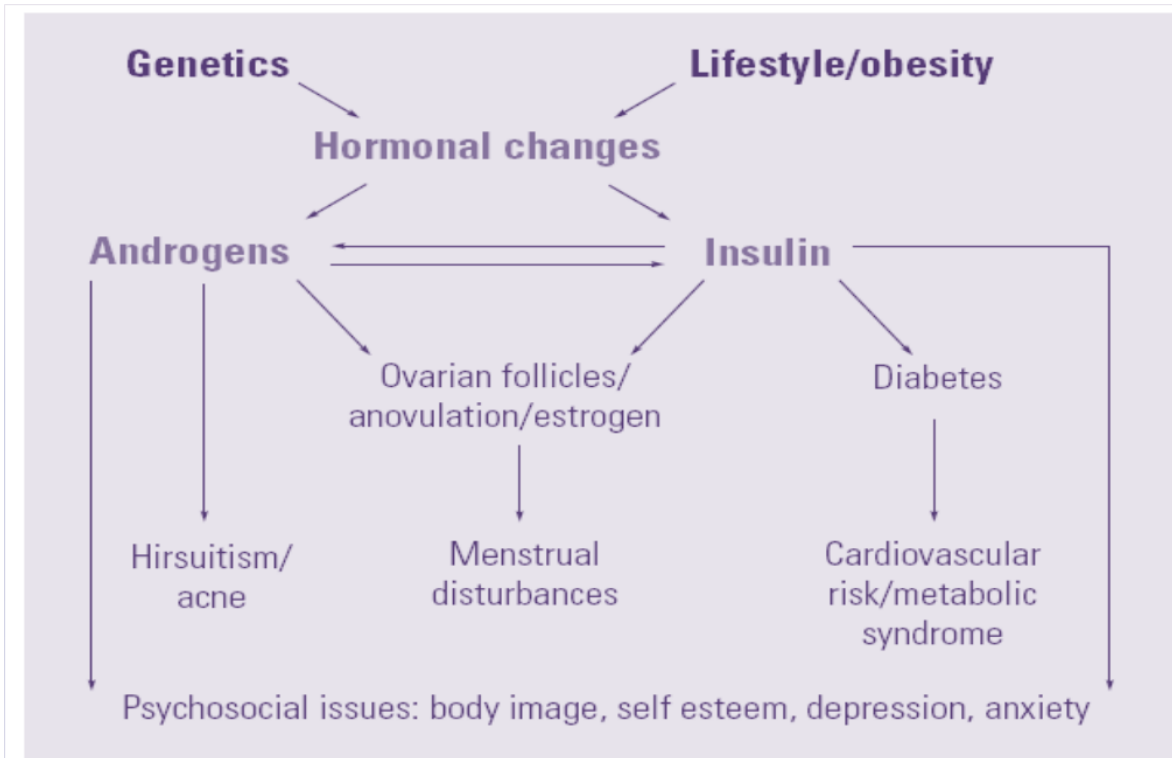 Genetics
Lifestyle/obesity
Hormonal changes
Androgens
Insulin
Ovarian follicles/
anovulation/estrogen
Diabetes
Hirsuitism/
acne
Menstrual
disturbances
Cardiovascular
risk/metabolic
syndrome
Psychosocial issues: body image, self esteem, depression, anxiety